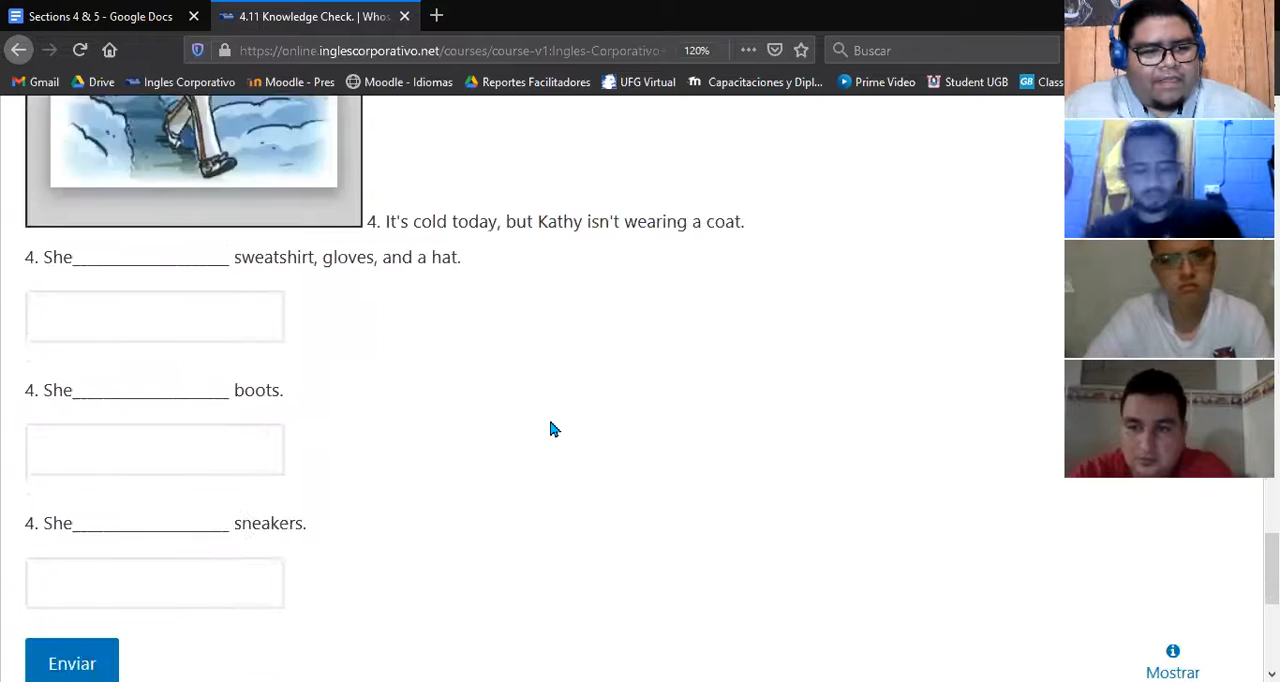 Sections 4 & 5 - Google Docs
4.11 Knowledge Check. | Whos
https://online.inglescorporativo.net/courses/course-v1:Ingles-Corporativo
120%
Buscar
Gmail
Drive
Ingles Corporativo
Moodle - Pres
Moodle - Idiomas
Reportes Facilitadores
UFG Virtual
Capacitaciones y Dipl...
Prime Video
Student UGB
GB Class
4. It's cold today, but Kathy isn't wearing a coat.
4. She_________________ sweatshirt, gloves, and a hat.
4. She_________________ boots.
4. She_________________ sneakers.
Enviar
Mostrar